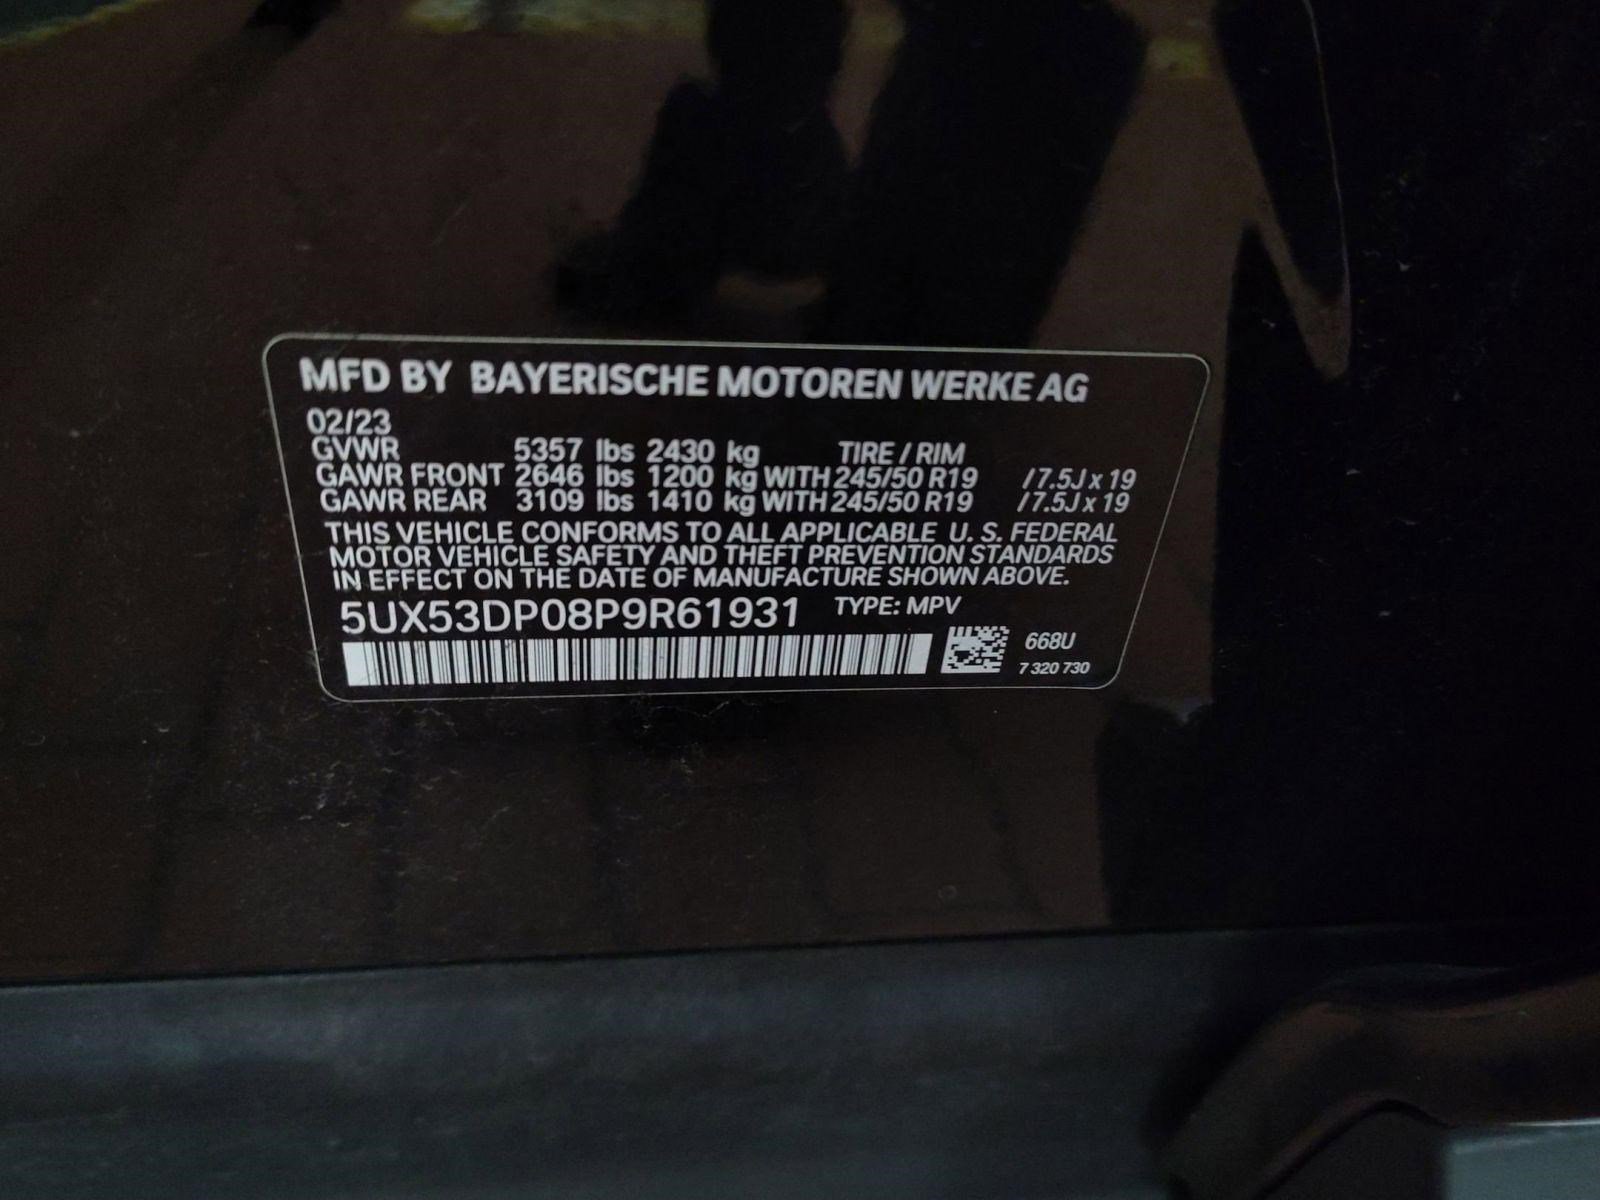 MFD BY BAYERISCHE MOTOREN WERKE AG
02/23
GVWR 5357 lbs 2430 kg TIRE / RIM
GAWR FRONT 2646 lbs 1200 kg WITH 245/50 R19 / 7.5J x 19
GAWR REAR 3109 lbs 1410 kg WITH 245/50 R19 / 7.5J x 19
THIS VEHICLE CONFORMS TO ALL APPLICABLE U. S. FEDERAL
MOTOR VEHICLE SAFETY AND THEFT PREVENTION STANDARDS
IN EFFECT ON THE DATE OF MANUFACTURE SHOWN ABOVE.
5UX53DP08P9R61931 TYPE: MPV
668U
7 320 730